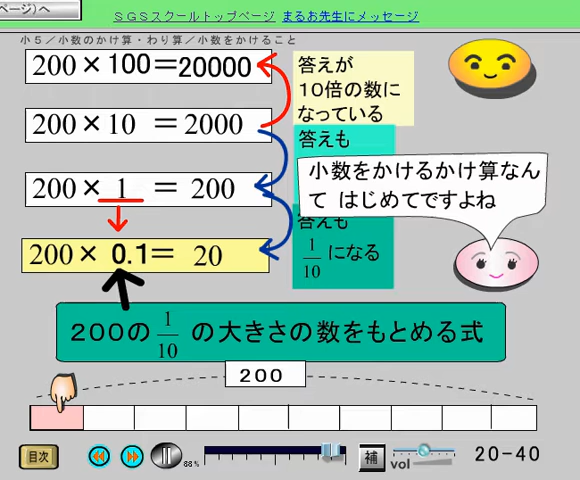 ページ）へ
ＳＧＳスクールトップページ まるお先生にメッセージ
小５／小数のかけ算・わり算／小数をかけること
200 × 100=20000
答えが
１０倍の数に
なっている
200 × 10 = 2000
答えも
200 × 1 = 200
小数をかけるかけ算なん
て はじめてですよね
答えも
1/10 になる
200 × 0.1= 20
２００の 1/10 の大きさの数をもとめる式
２００
目次
88%
補
vol
20-40